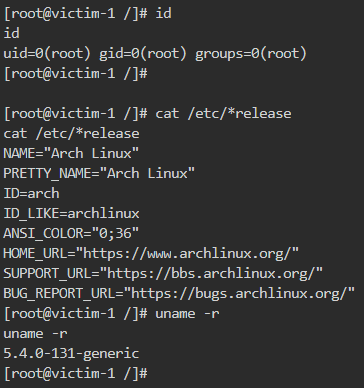 [root@victim-1 /]# id
id
uid=0(root) gid=0(root) groups=0(root)
[root@victim-1 /]#
[root@victim-1 /]# cat /etc/*release
cat /etc/*release
NAME="Arch Linux"
PRETTY_NAME="Arch Linux"
ID=arch
ID_LIKE=archlinux
ANSI_COLOR="0;36"
HOME_URL="https://www.archlinux.org/"
SUPPORT_URL="https://bbs.archlinux.org/"
BUG_REPORT_URL="https://bugs.archlinux.org/"
[root@victim-1 /]# uname -r
uname -r
5.4.0-131-generic
[root@victim-1 /]#